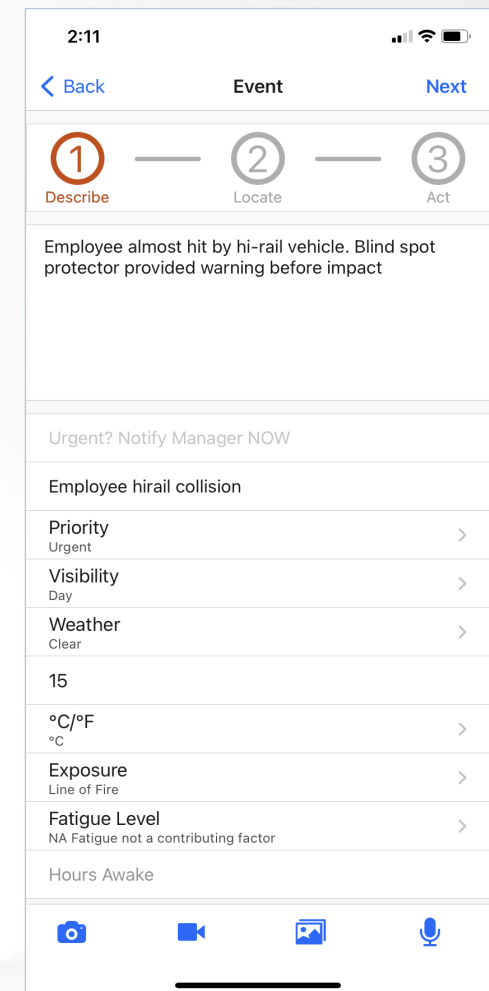 2:11
Back Event Next
1 2 3
Describe Locate Act
Employee almost hit by hi-rail vehicle. Blind spot
protector provided warning before impact
Urgent? Notify Manager NOW
Employee hirail collision
Priority
Urgent
Visibility
Day
Weather
Clear
15
°C/°F
°C
Exposure
Line of Fire
Fatigue Level
NA Fatigue not a contributing factor
Hours Awake